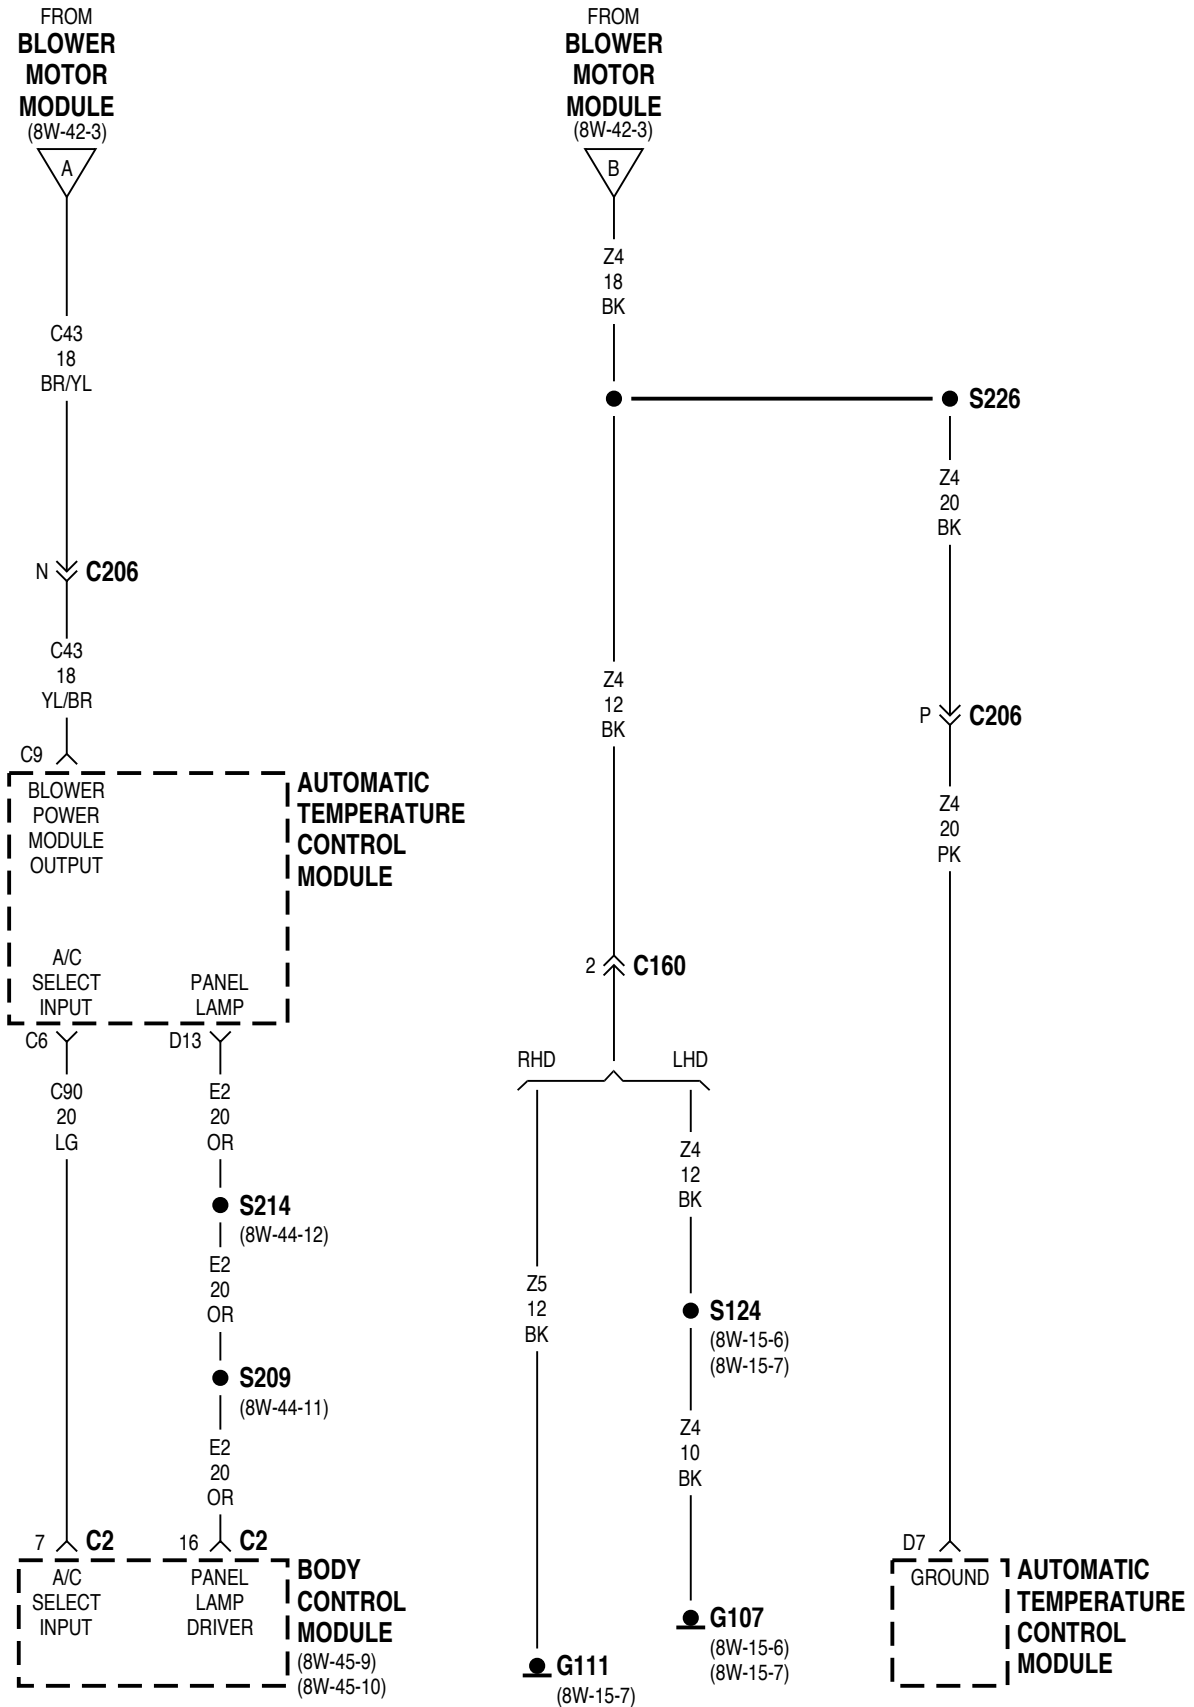 FROM
BLOWER
MOTOR
MODULE
(8W-42-3)
A
C43
18
BR/YL
N
C206
C43
18
YL/BR
C9
BLOWER
POWER
MODULE
OUTPUT
AUTOMATIC
TEMPERATURE
CONTROL
MODULE
A/C
SELECT
INPUT
PANEL
LAMP
C6
D13
C90
20
LG
E2
20
OR
S214
(8W-44-12)
E2
20
OR
S209
(8W-44-11)
E2
20
OR
7
C2
16
C2
A/C
SELECT
INPUT
PANEL
LAMP
DRIVER
BODY
CONTROL
MODULE
(8W-45-9)
(8W-45-10)
FROM
BLOWER
MOTOR
MODULE
(8W-42-3)
B
Z4
18
BK
S226
Z4
12
BK
2
C160
RHD
LHD
Z5
12
BK
G111
(8W-15-7)
Z4
12
BK
S124
(8W-15-6)
(8W-15-7)
Z4
10
BK
G107
(8W-15-6)
(8W-15-7)
Z4
20
BK
P
C206
Z4
20
PK
D7
GROUND
AUTOMATIC
TEMPERATURE
CONTROL
MODULE